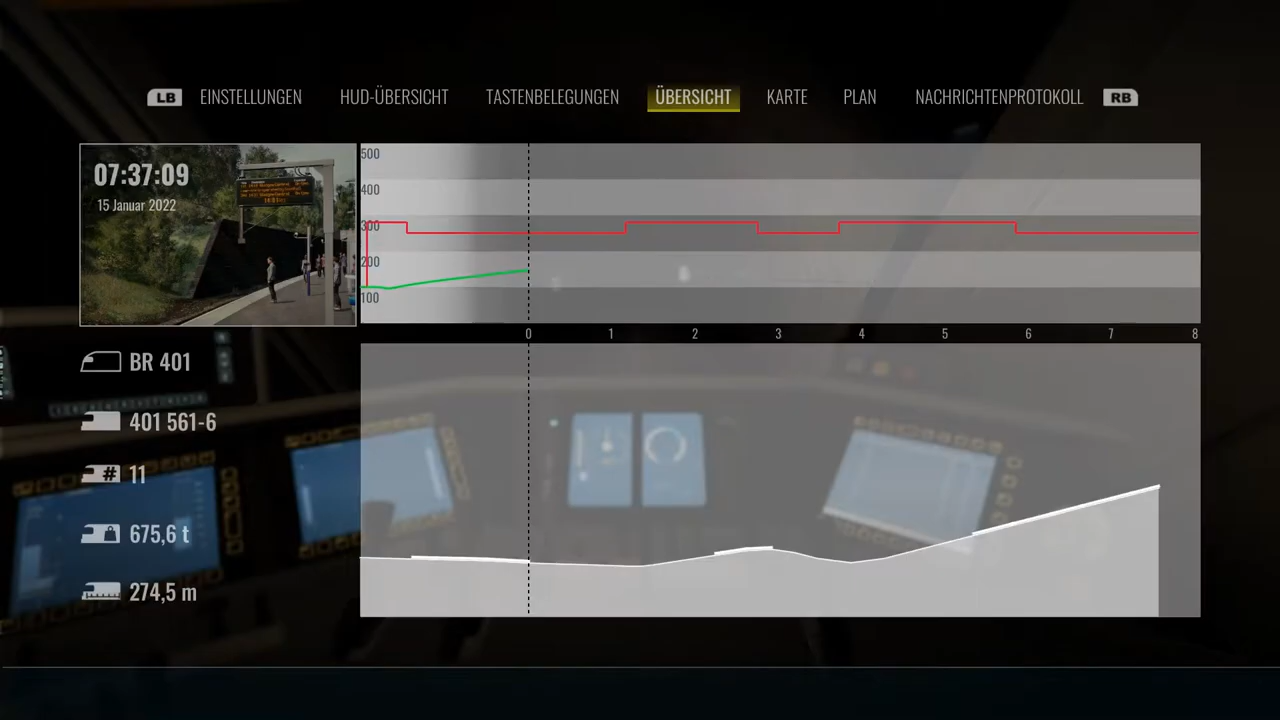 LB EINSTELLUNGEN HUD-ÜBERSICHT TASTENBELEGUNGEN ÜBERSICHT KARTE PLAN NACHRICHTENPROTOKOLL RB
07:37:09
15 Januar 2022
500
400
300
200
100
0 1 2 3 4 5 6 7 8
BR 401
401 561-6
# 11
675,6 t
274,5 m